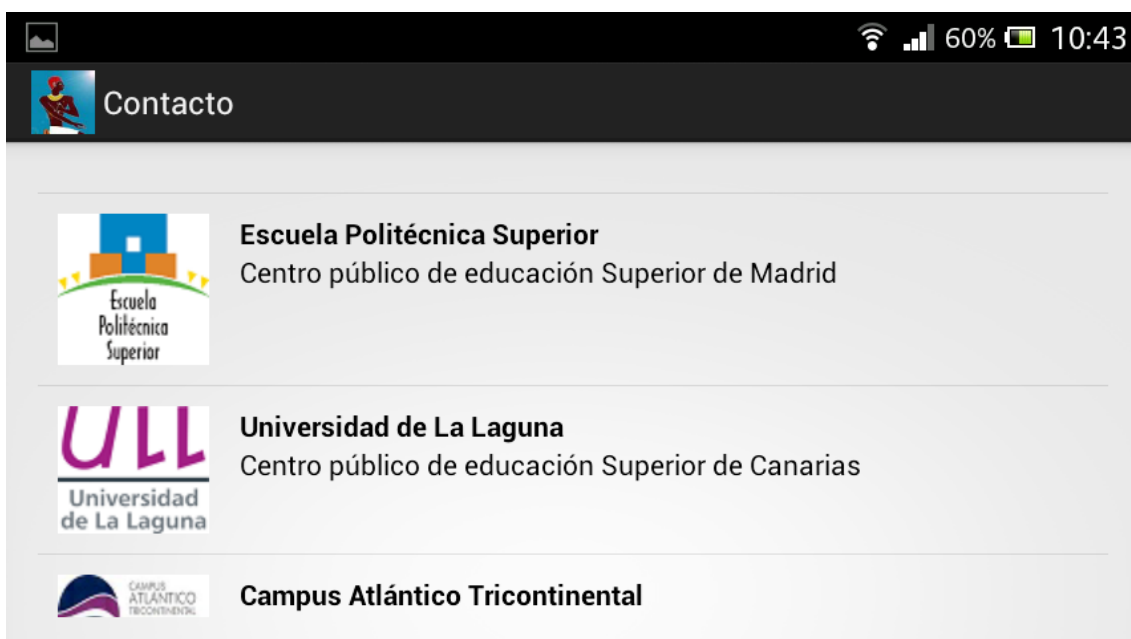 60% 10:43
Contacto
Escuela
Politécnica
Superior
Escuela Politécnica Superior
Centro público de educación Superior de Madrid
ULL
Universidad
de La Laguna
Universidad de La Laguna
Centro público de educación Superior de Canarias
CAMPUS
ATLÁNTICO
TRICONTINENTAL
Campus Atlántico Tricontinental